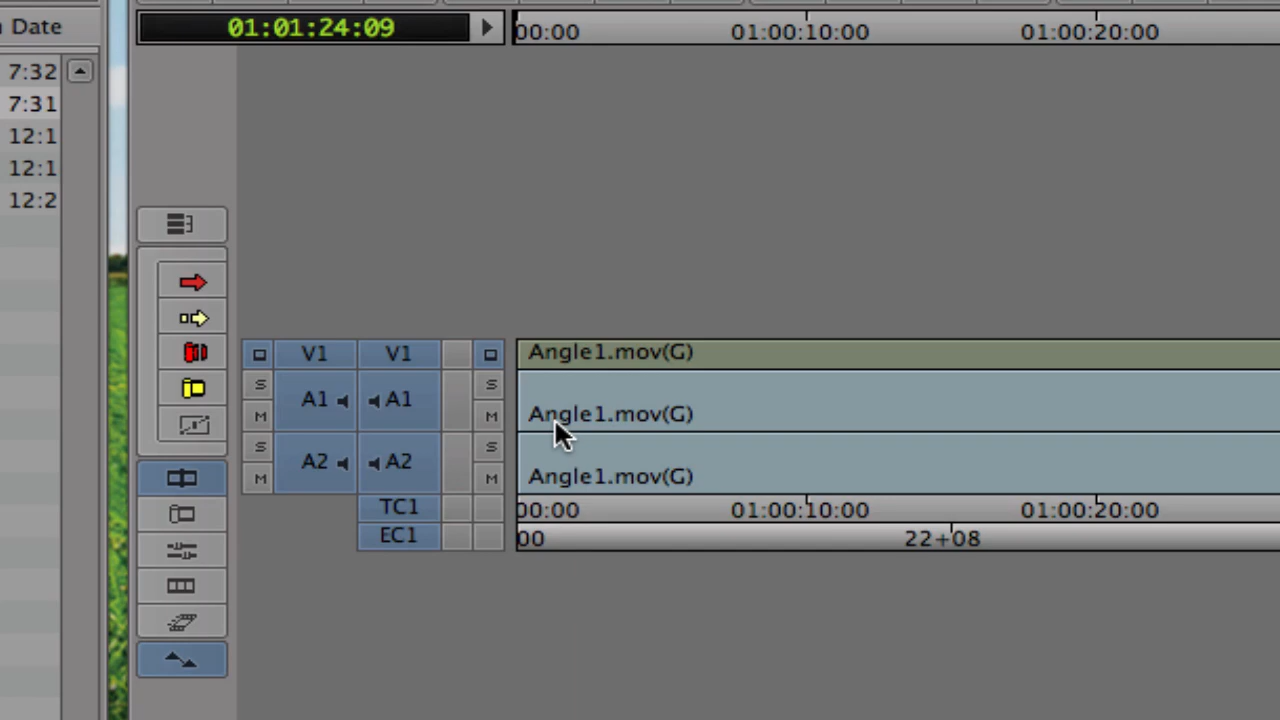 Date
01:01:24:09
00:00 01:00:10:00 01:00:20:00
7:32
7:31
12:1
12:1
12:2
V1 V1 Angle1.mov(G)
S A1 A1 S
M M Angle1.mov(G)
S A2 A2 S
M M Angle1.mov(G)
TC1 00:00 01:00:10:00 01:00:20:00
EC1 00 22+08